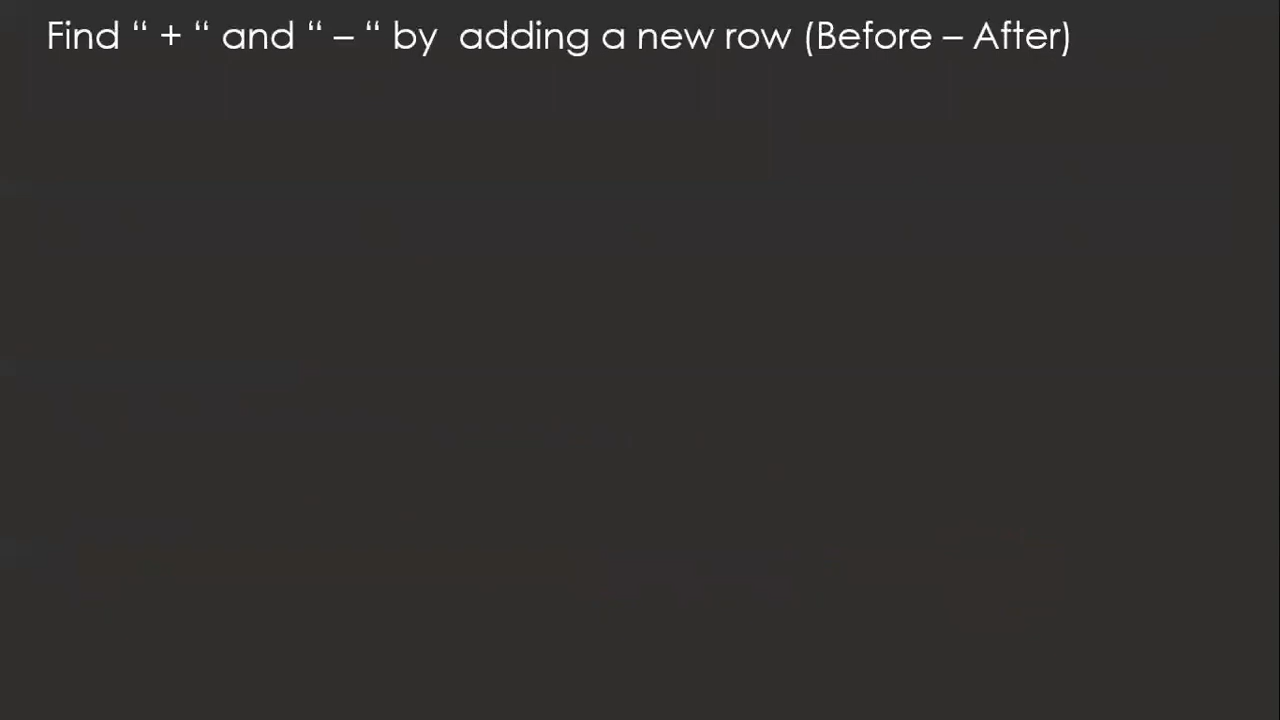 Find “ + “ and “ – “ by  adding a new row (Before – After)